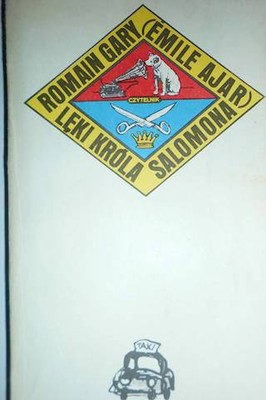 ROMAIN GARY (ÉMILE AJAR)
CZYTELNIK
LĘKI KRÓLA SALOMONA
TAXI